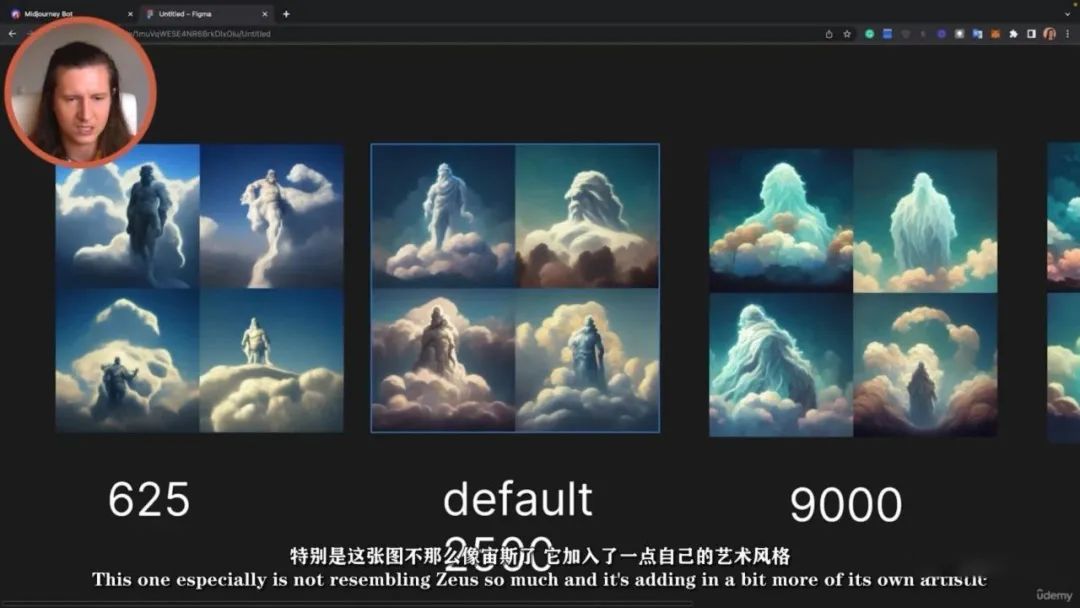 Midjourney Bot
Untitled – Figma
Untitled
625
default
2500
9000
特别是这张图不那么像宙斯了 它加入了一点自己的艺术风格
This one especially is not resembling Zeus so much and it's adding in a bit more of its own artistic
ûdemy